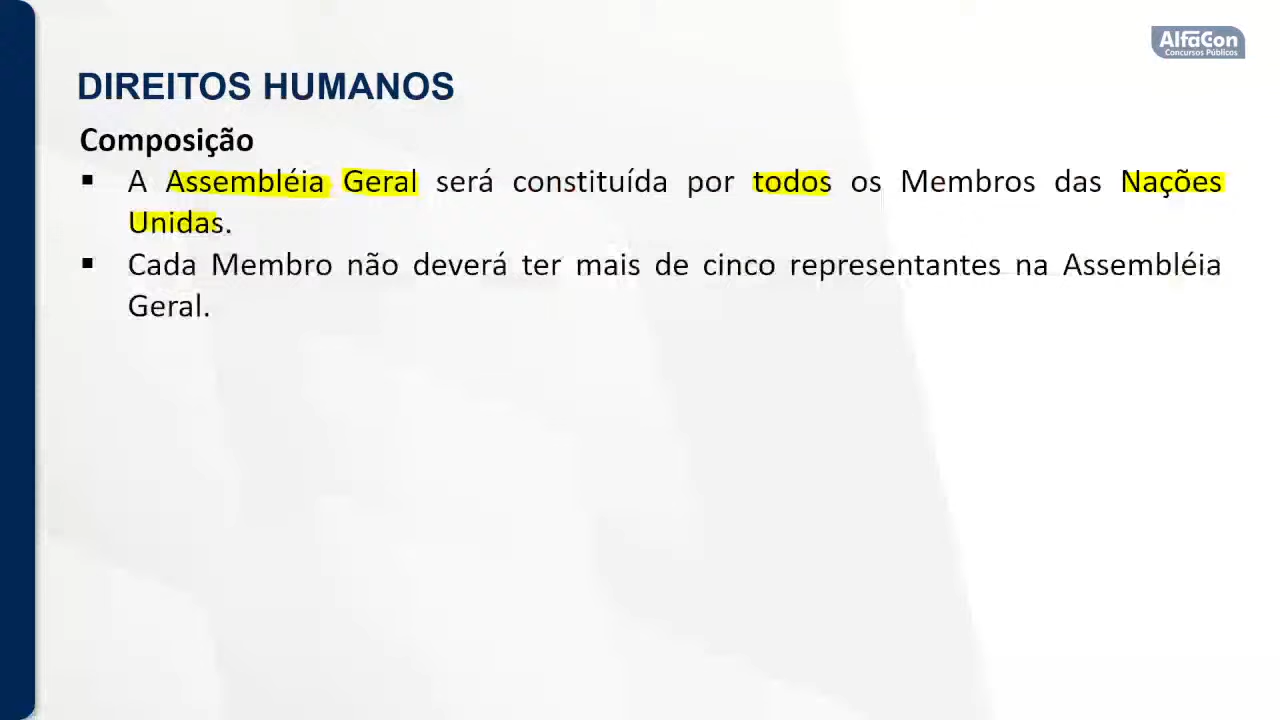 AlfaCon
Concursos Públicos
DIREITOS HUMANOS
Composição
▪ A Assembléia Geral será constituída por todos os Membros das Nações
Unidas.
▪ Cada Membro não deverá ter mais de cinco representantes na Assembléia
Geral.